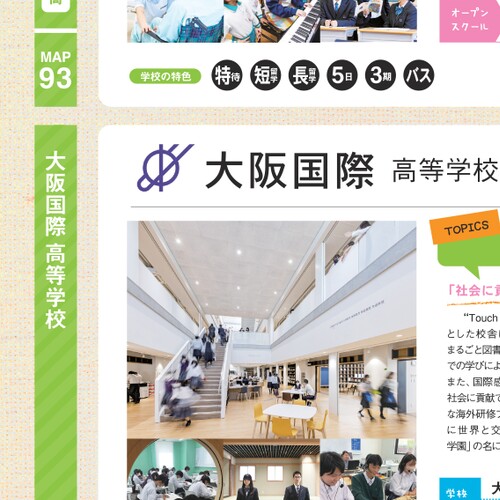 高
MAP
93
オープン
スクール
学校の特色
特待
短留学
長留学
5日
3期
バス
大阪国際 高等学校
大阪国際 高等学校
TOPICS
「社会に貢
“Touch
とした校舎
まるごと図書
での学びによ
また、国際感
社会に貢献で
な海外研修プ
に世界と交
学園」の名に
学校